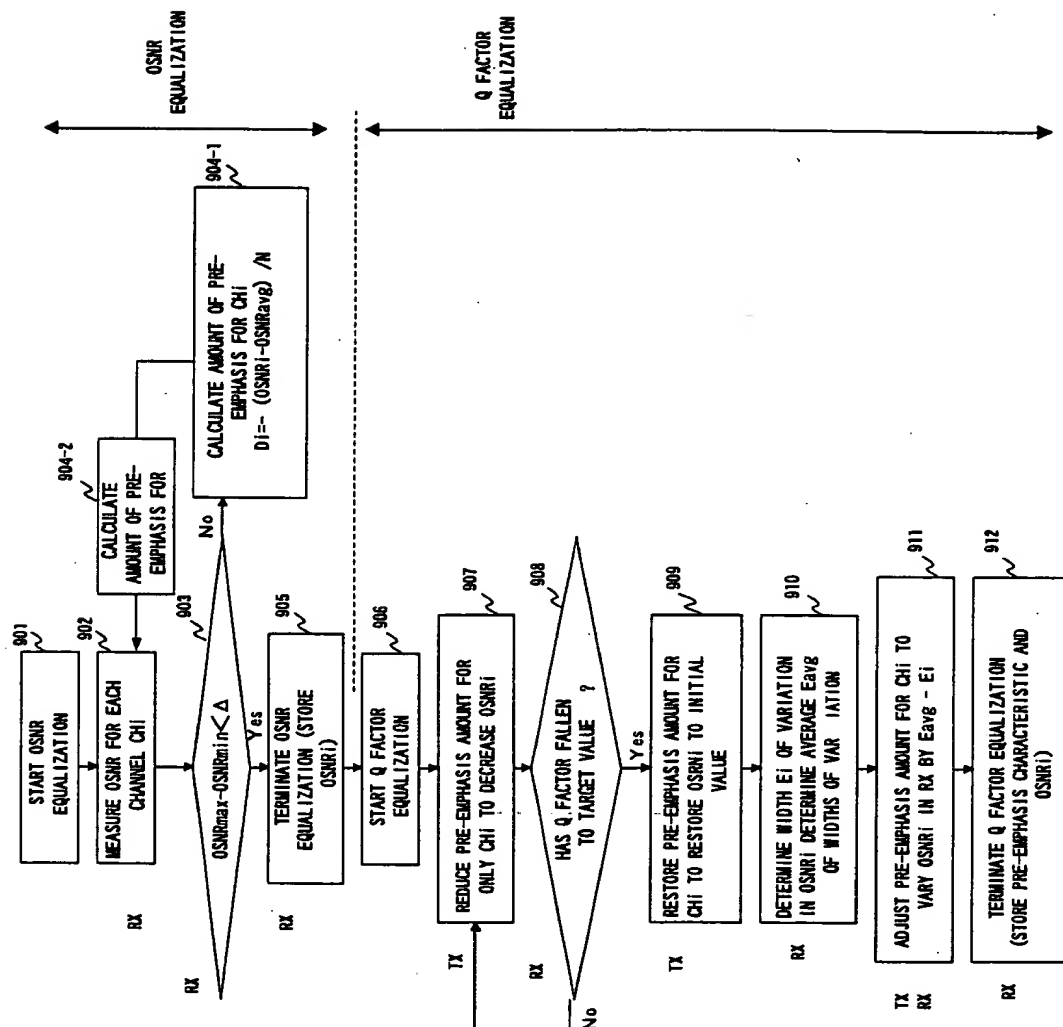 OSNR
EQUALIZATION
Q FACTOR
EQUALIZATION
901
START OSNR
EQUALIZATION
902
MEASURE OSNR FOR EACH
CHANNEL CHi
RX
904-2
CALCULATE
AMOUNT OF PRE-
EMPHASIS FOR
904-1
CALCULATE AMOUNT OF PRE-
EMPHASIS FOR CHi
Di=- (OSNRi-OSNRavg) /N
903
OSNRmax-OSNRmin<Δ
RX
No
Yes
905
TERMINATE OSNR
EQUALIZATION (STORE
OSNRi)
RX
906
START Q FACTOR
EQUALIZATION
907
REDUCE PRE-EMPHASIS AMOUNT FOR
ONLY CHi TO DECREASE OSNRi
TX
908
HAS Q FACTOR FALLEN
TO TARGET VALUE ?
RX
No
Yes
909
RESTORE PRE-EMPHASIS AMOUNT FOR
CHi TO RESTORE OSRNi TO INITIAL
VALUE
TX
910
DETERMINE WIDTH Ei OF VARIATION
IN OSNRi DETERMINE AVERAGE Eavg
OF WIDTHS OF VAR IATION
RX
911
ADJUST PRE-EMPHASIS AMOUNT FOR CHi TO
VARY OSNRi IN RX BY Eavg - Ei
TX
RX
912
TERMINATE Q FACTOR EQUALIZATION
(STORE PRE-EMPHASIS CHARACTERISTIC AND
OSNRi)
RX